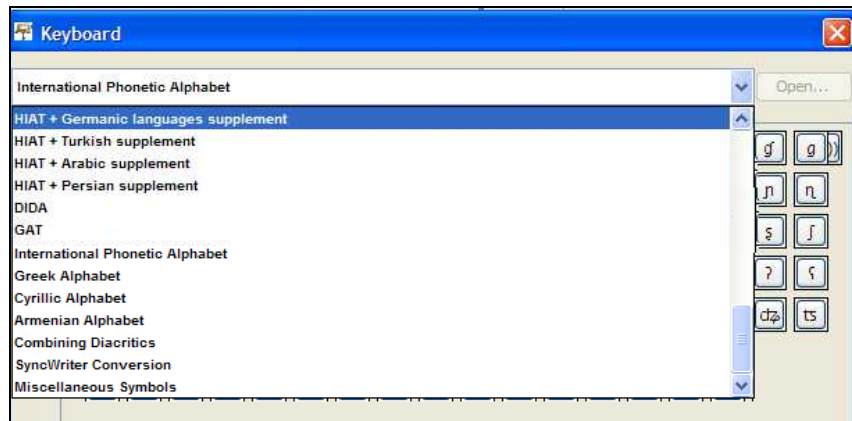 Keyboard
International Phonetic Alphabet Open...
HIAT + Germanic languages supplement
HIAT + Turkish supplement
HIAT + Arabic supplement
HIAT + Persian supplement
DIDA
GAT
International Phonetic Alphabet
Greek Alphabet
Cyrillic Alphabet
Armenian Alphabet
Combining Diacritics
SyncWriter Conversion
Miscellaneous Symbols
ɠ ɡ ))
ɲ ɳ
ʂ ʃ
ʔ ʕ
ʥ ʦ